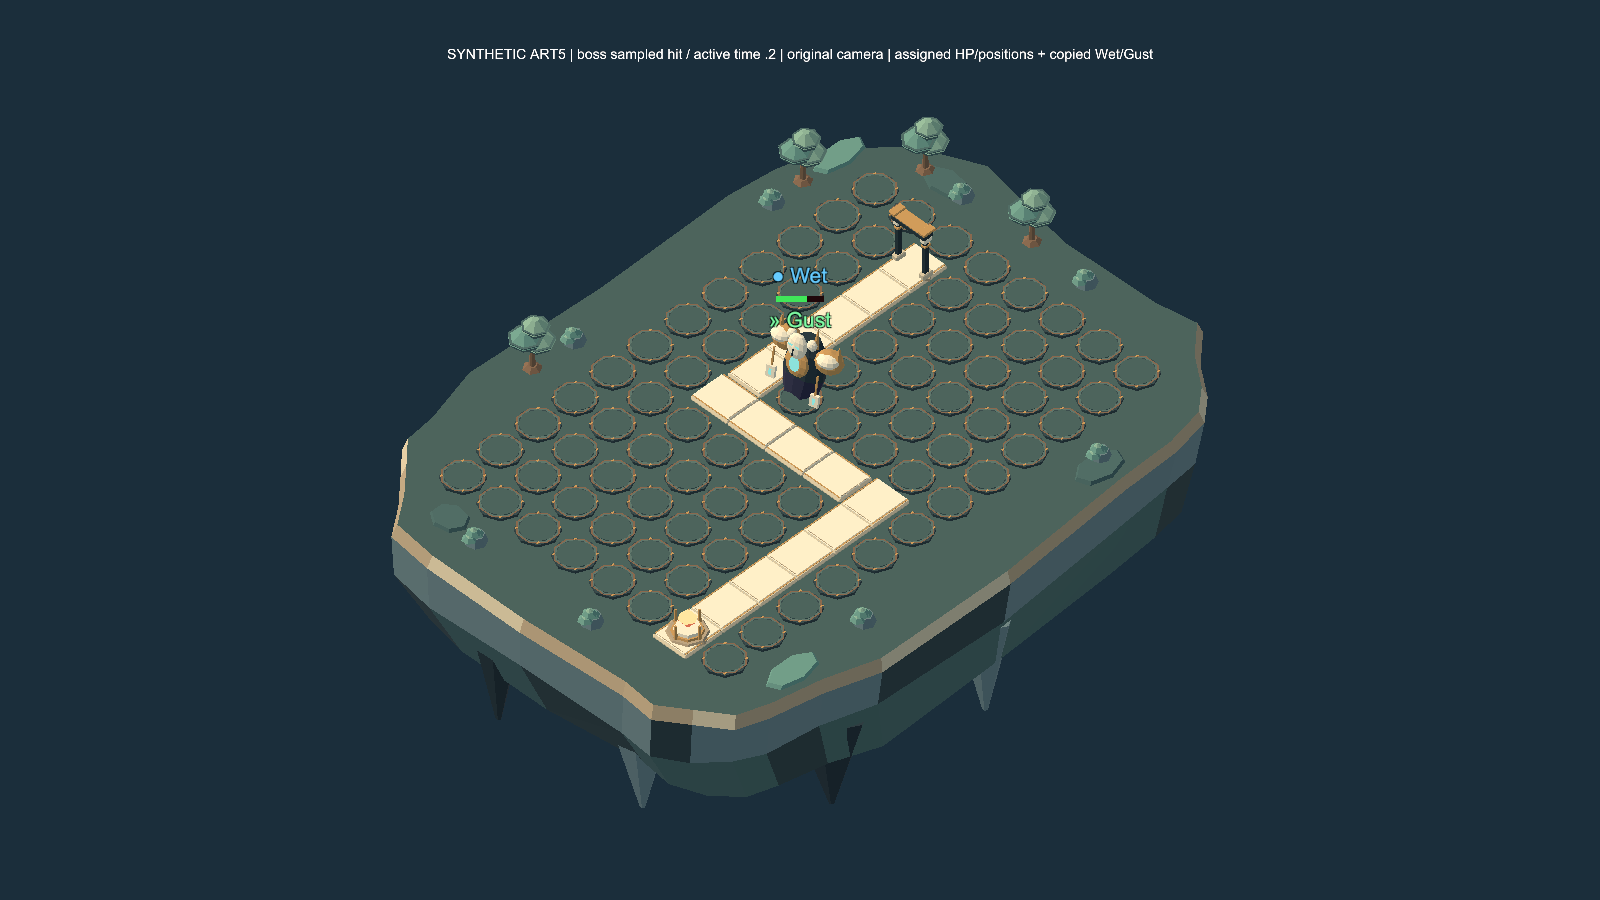 SYNTHETIC ART5 | boss sampled hit / active time .2 | original camera | assigned HP/positions + copied Wet/Gust
● Wet
» Gust